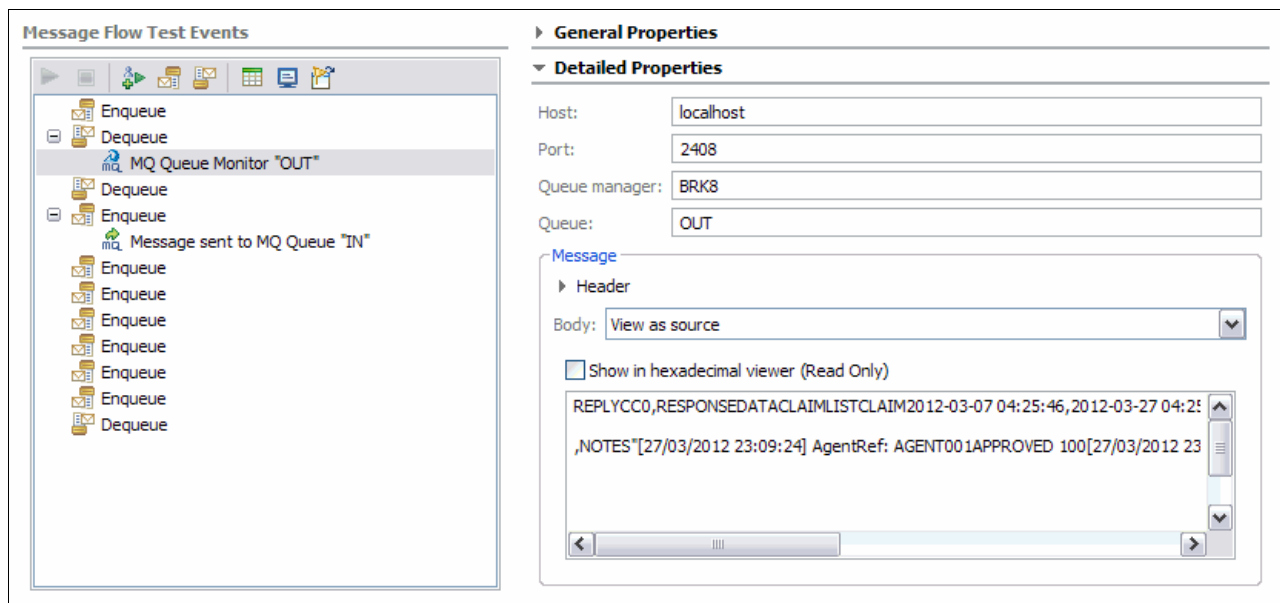 Message Flow Test Events
Enqueue
Dequeue
MQ Queue Monitor "OUT"
Dequeue
Enqueue
Message sent to MQ Queue "IN"
Enqueue
Enqueue
Enqueue
Enqueue
Enqueue
Enqueue
Dequeue
General Properties
Detailed Properties
Host: localhost
Port: 2408
Queue manager: BRK8
Queue: OUT
Message
Header
Body: View as source
Show in hexadecimal viewer (Read Only)
REPLYCC0,RESPONSEDATACLAIMLISTCLAIM2012-03-07 04:25:46,2012-03-27 04:25
,NOTES"[27/03/2012 23:09:24] AgentRef: AGENT001APPROVED 100[27/03/2012 23